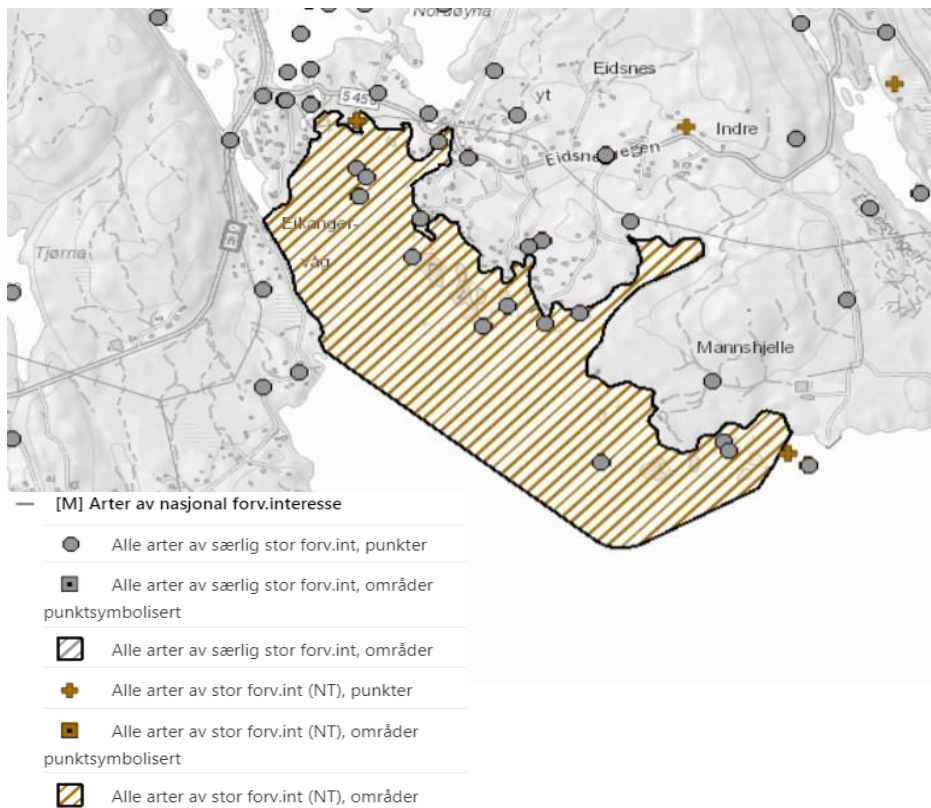 Nordøyna
Eidsnes
yt
Indre
Eikanger-
våg
E39
Tjørna
Mannshjelle
[M] Arter av nasjonal forv.interesse
Alle arter av særlig stor forv.int, punkter
Alle arter av særlig stor forv.int, områder
punktsymbolisert
Alle arter av særlig stor forv.int, områder
Alle arter av stor forv.int (NT), punkter
Alle arter av stor forv.int (NT), områder
punktsymbolisert
Alle arter av stor forv.int (NT), områder